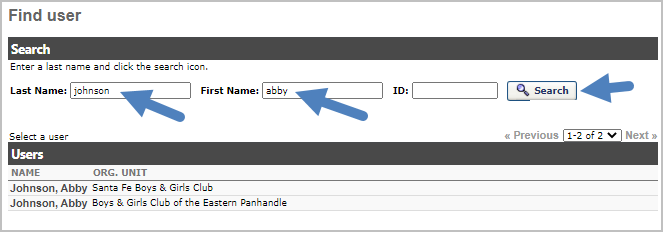 Find user
Search
Enter a last name and click the search icon.
Last Name: johnson First Name: abby ID: Search
Select a user « Previous 1-2 of 2 Next »
Users
NAME ORG. UNIT
Johnson, Abby Santa Fe Boys & Girls Club
Johnson, Abby Boys & Girls Club of the Eastern Panhandle